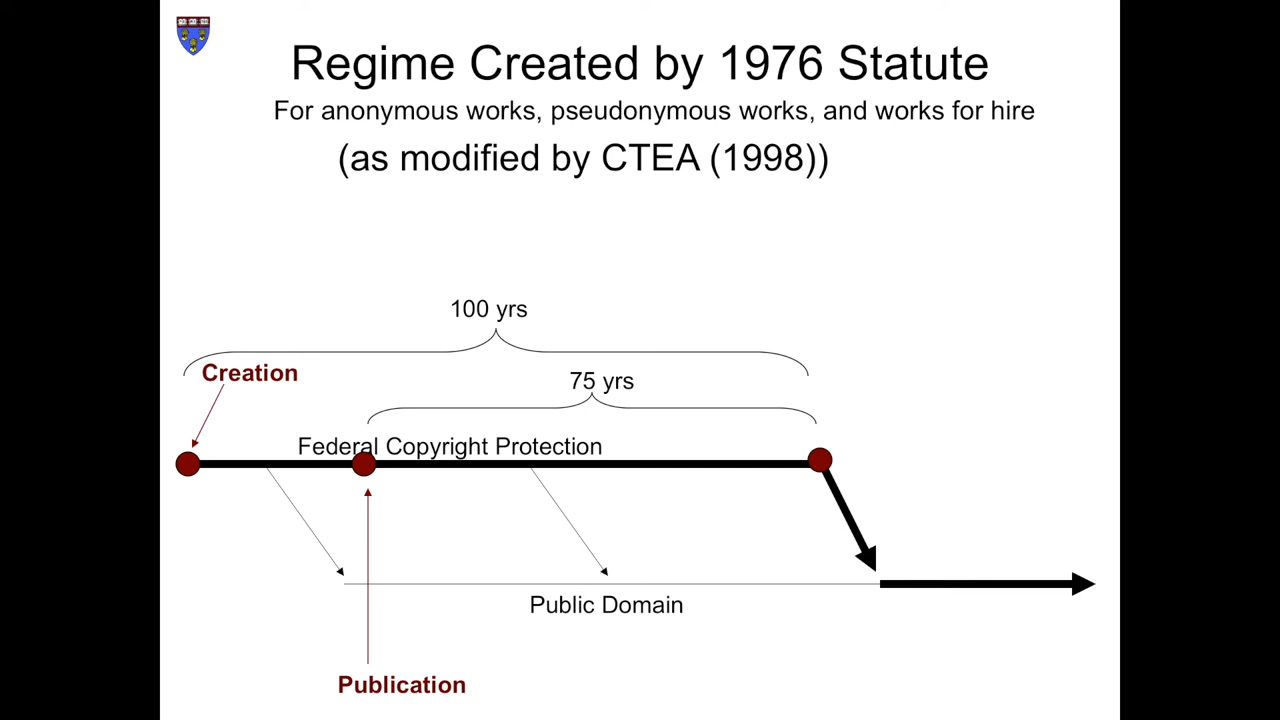 Regime Created by 1976 Statute
For anonymous works, pseudonymous works, and works for hire
(as modified by CTEA (1998))
100 yrs
Creation
75 yrs
Federal Copyright Protection
Public Domain
Publication